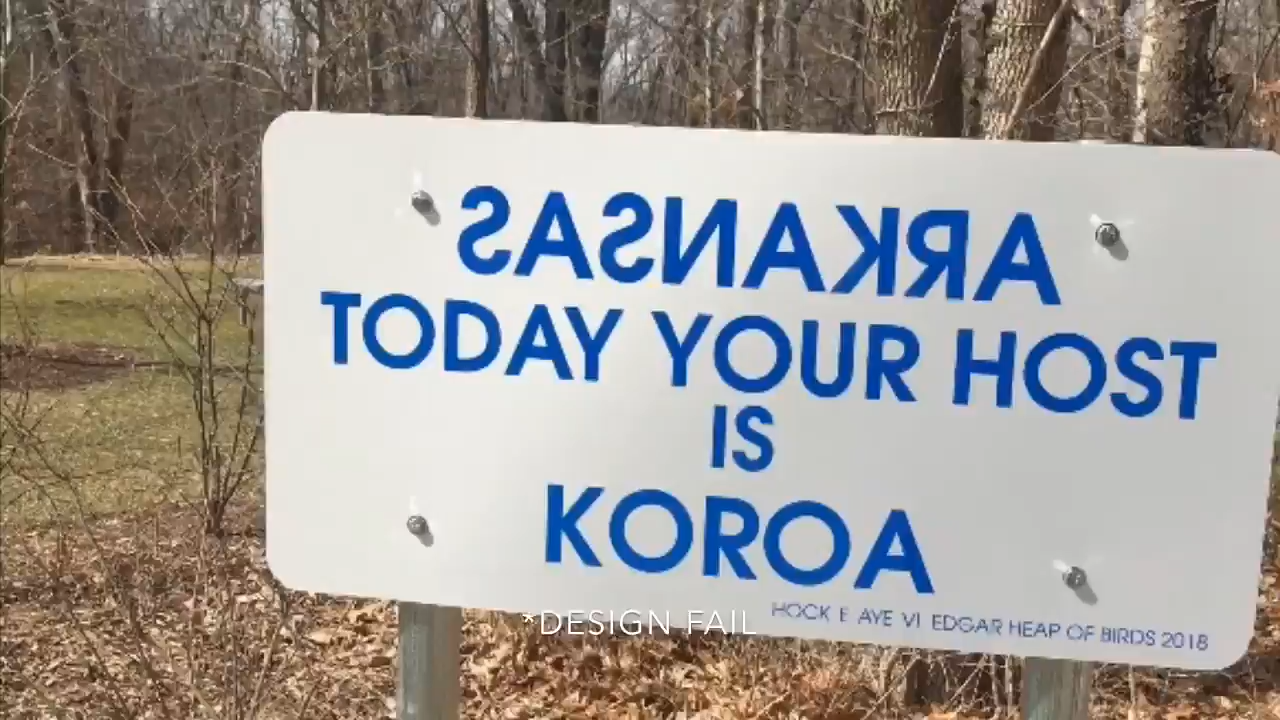 ARKANSAS
TODAY YOUR HOST
IS
KOROA
HOCK E AYE VI EDGAR HEAP OF BIRDS 2018
*DESIGN FAIL